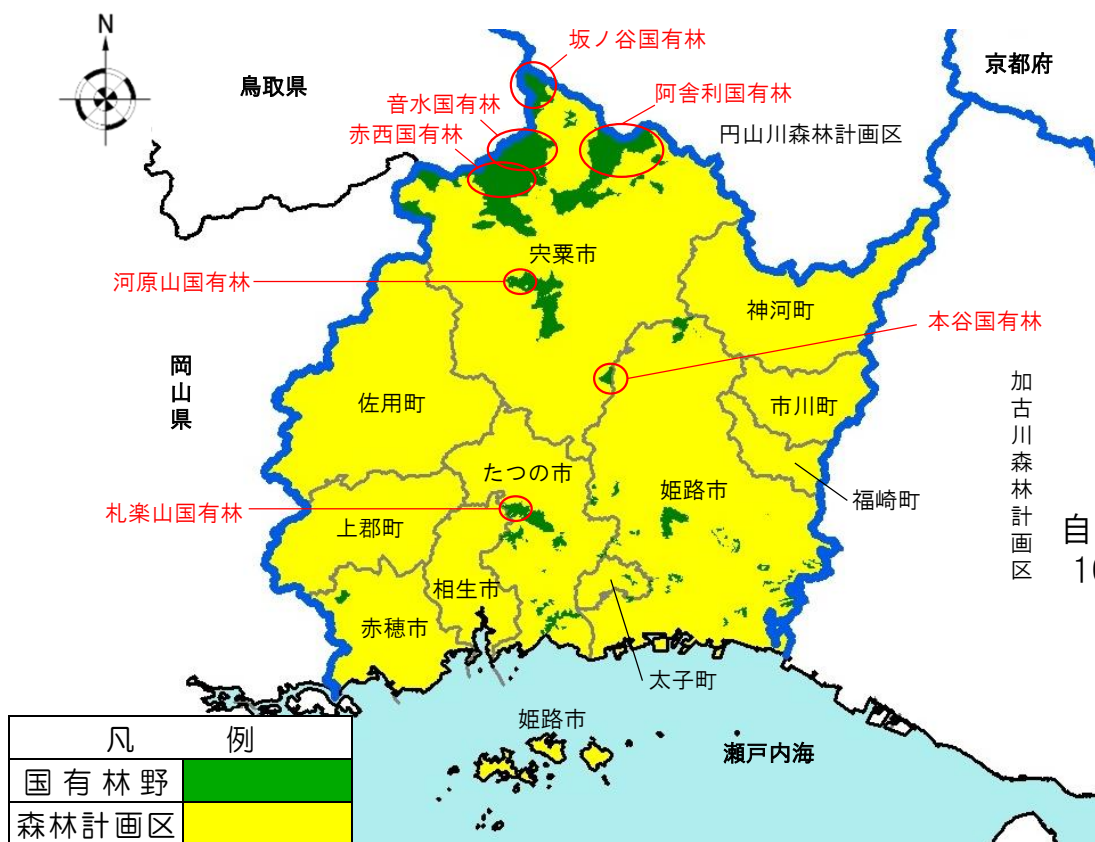 N
坂ノ谷国有林
京都府
鳥取県
阿舎利国有林
音水国有林
円山川森林計画区
赤西国有林
宍粟市
河原山国有林
神河町
本谷国有林
岡山県
加古川森林計画区
佐用町
市川町
たつの市
姫路市
福崎町
札楽山国有林
上郡町
自
10
相生市
赤穂市
太子町
姫路市
瀬戸内海
凡 例
国有林野
森林計画区